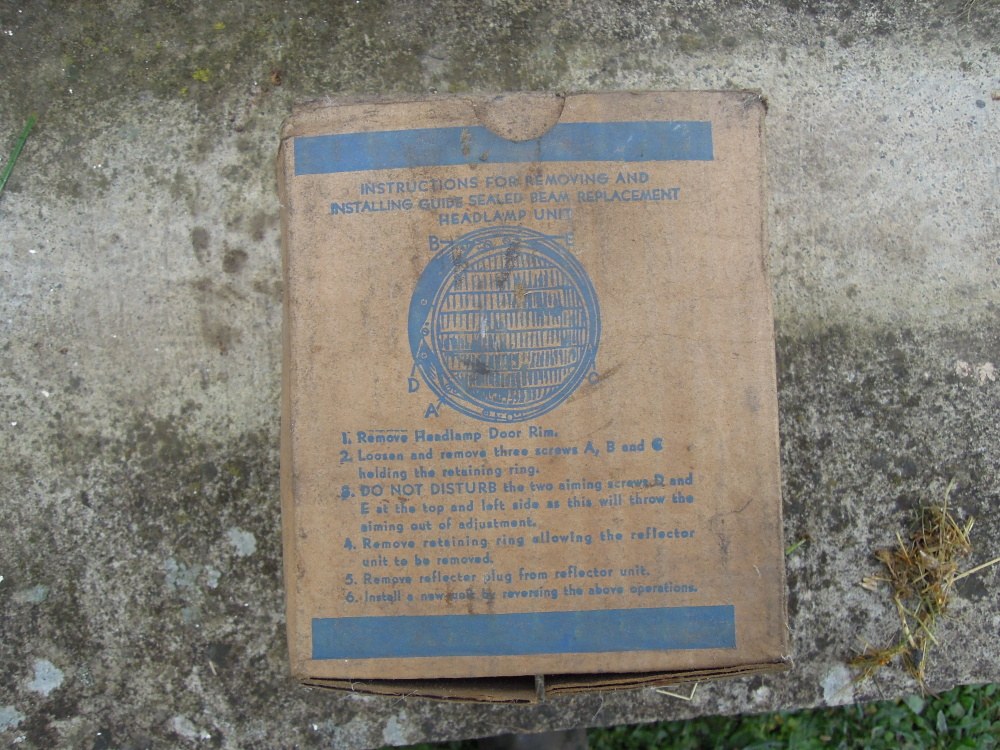 INSTRUCTIONS FOR REMOVING AND
INSTALLING GUIDE SEALED BEAM REPLACEMENT
HEADLAMP UNIT
B E
D C
A
1. Remove Headlamp Door Rim.
2. Loosen and remove three screws A, B and C
holding the retaining ring.
3. DO NOT DISTURB the two aiming screws D and
E at the top and left side as this will throw the
aiming out of adjustment.
4. Remove retaining ring allowing the reflector
unit to be removed.
5. Remove reflector plug from reflector unit.
6. Install a new unit by reversing the above operations.